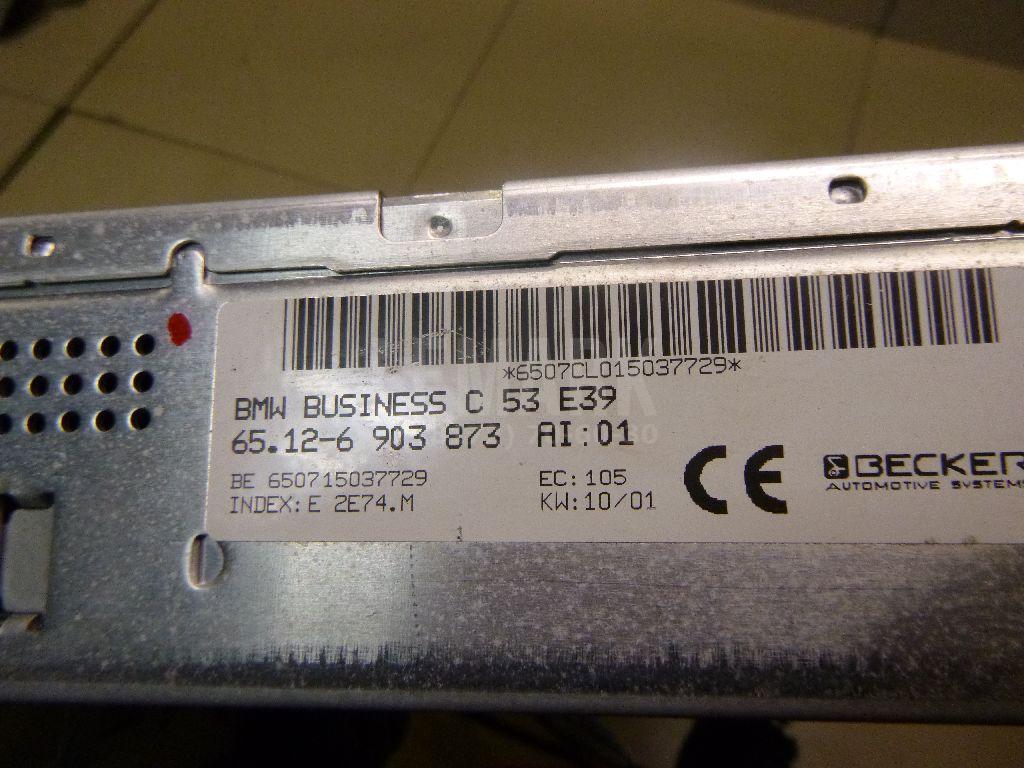 *6507CL015037729*
BMW BUSINESS C 53 E39
65.12-6 903 873 AI:01
BE 650715037729 EC:105
INDEX:E 2E74.M KW:10/01
CE
BECKER
AUTOMOTIVE SYSTEMS